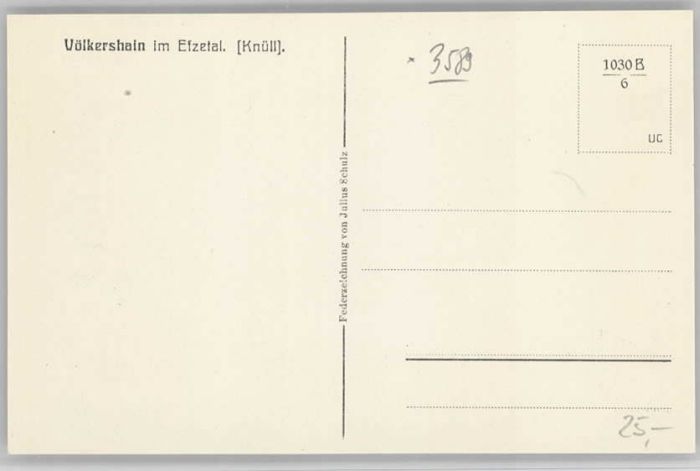 Völkershain im Efzetal. [Knüll].
* 3589
1030 B
6
UC
Federzeichnung von Julius Schulz
25,—